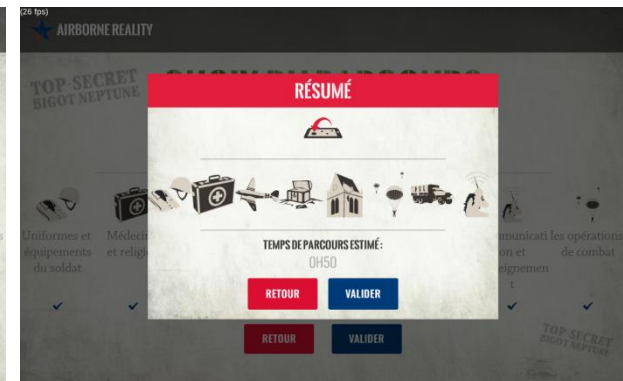 (26 fps)
AIRBORNE REALITY
TOP-SECRET
BIGOT NEPTUNE
RÉSUMÉ
TEMPS DE PARCOURS ESTIMÉ :
0H50
RETOUR
VALIDER
Uniformes et
équipements
du soldat
Médeci
et religi
mmunicati
on et
eignemen
t
les opérations
de combat
RETOUR
VALIDER
TOP-SECRET
BIGOT NEPTUNE